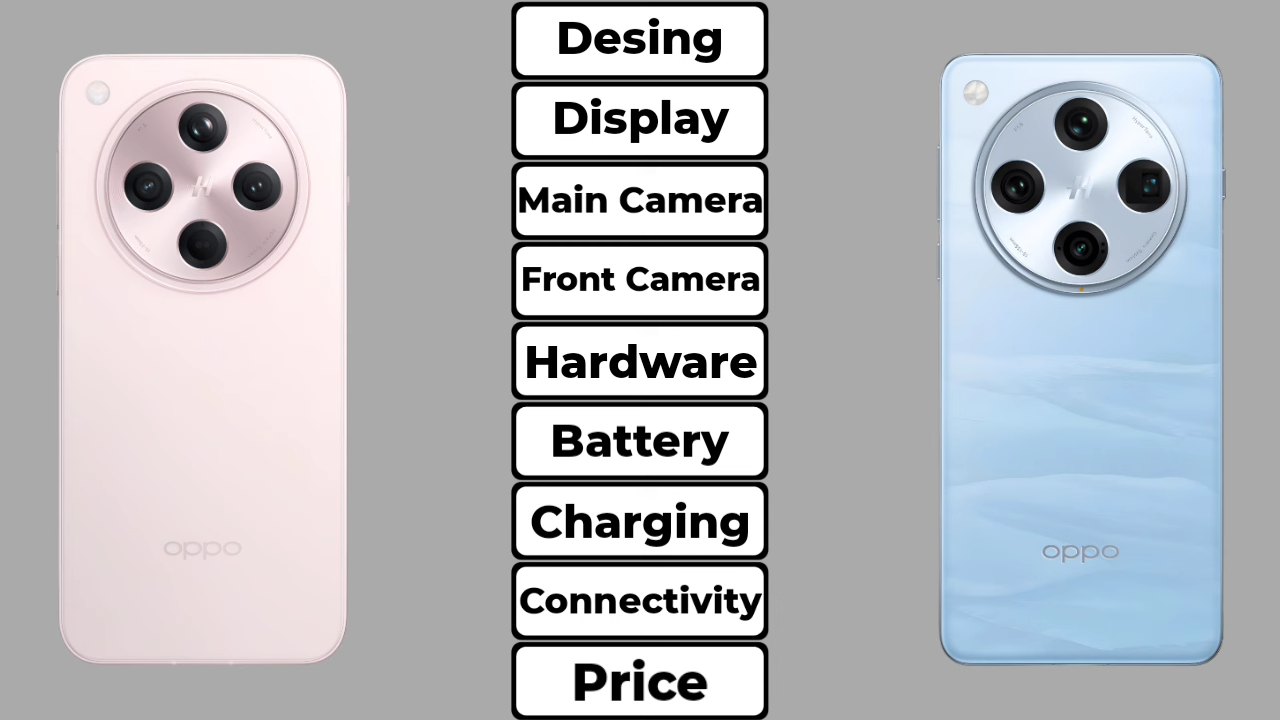 Desing
Display
Main Camera
Front Camera
Hardware
Battery
Charging
Connectivity
Price
oppo
oppo
H
H